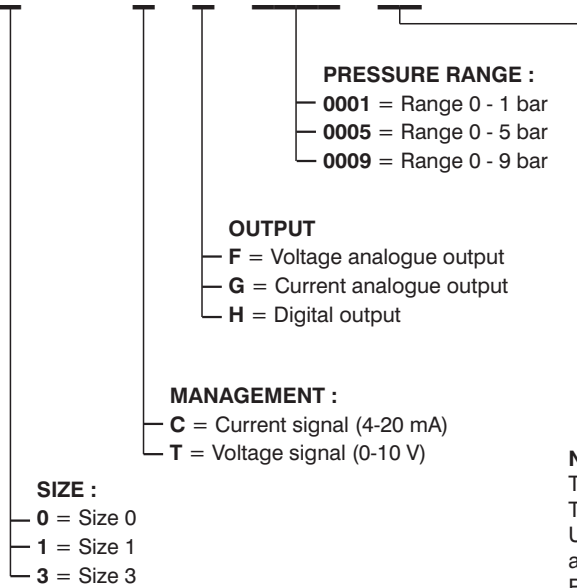 PRESSURE RANGE :
0001 = Range 0 - 1 bar
0005 = Range 0 - 5 bar
0009 = Range 0 - 9 bar
OUTPUT
F = Voltage analogue output
G = Current analogue output
H = Digital output
MANAGEMENT :
C = Current signal (4-20 mA)
T = Voltage signal (0-10 V)
SIZE :
0 = Size 0
1 = Size 1
3 = Size 3